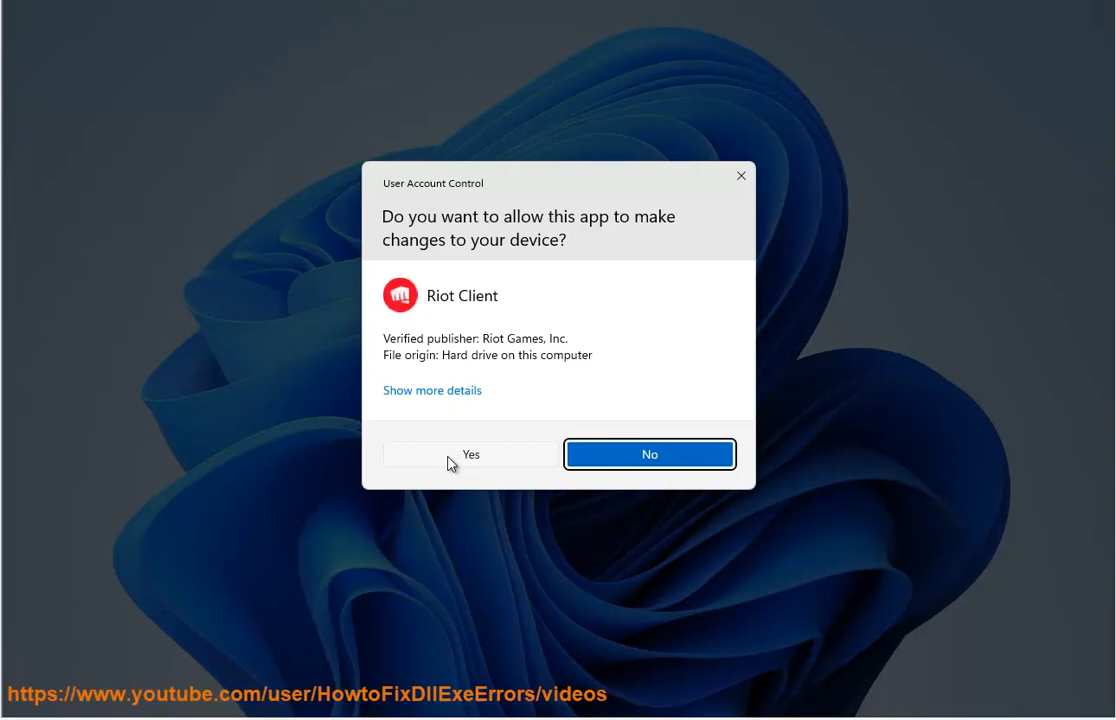 User Account Control
Do you want to allow this app to make
changes to your device?
Riot Client
Verified publisher: Riot Games, Inc.
File origin: Hard drive on this computer
Show more details
Yes
No
https://www.youtube.com/user/HowtoFixDllExeErrors/videos